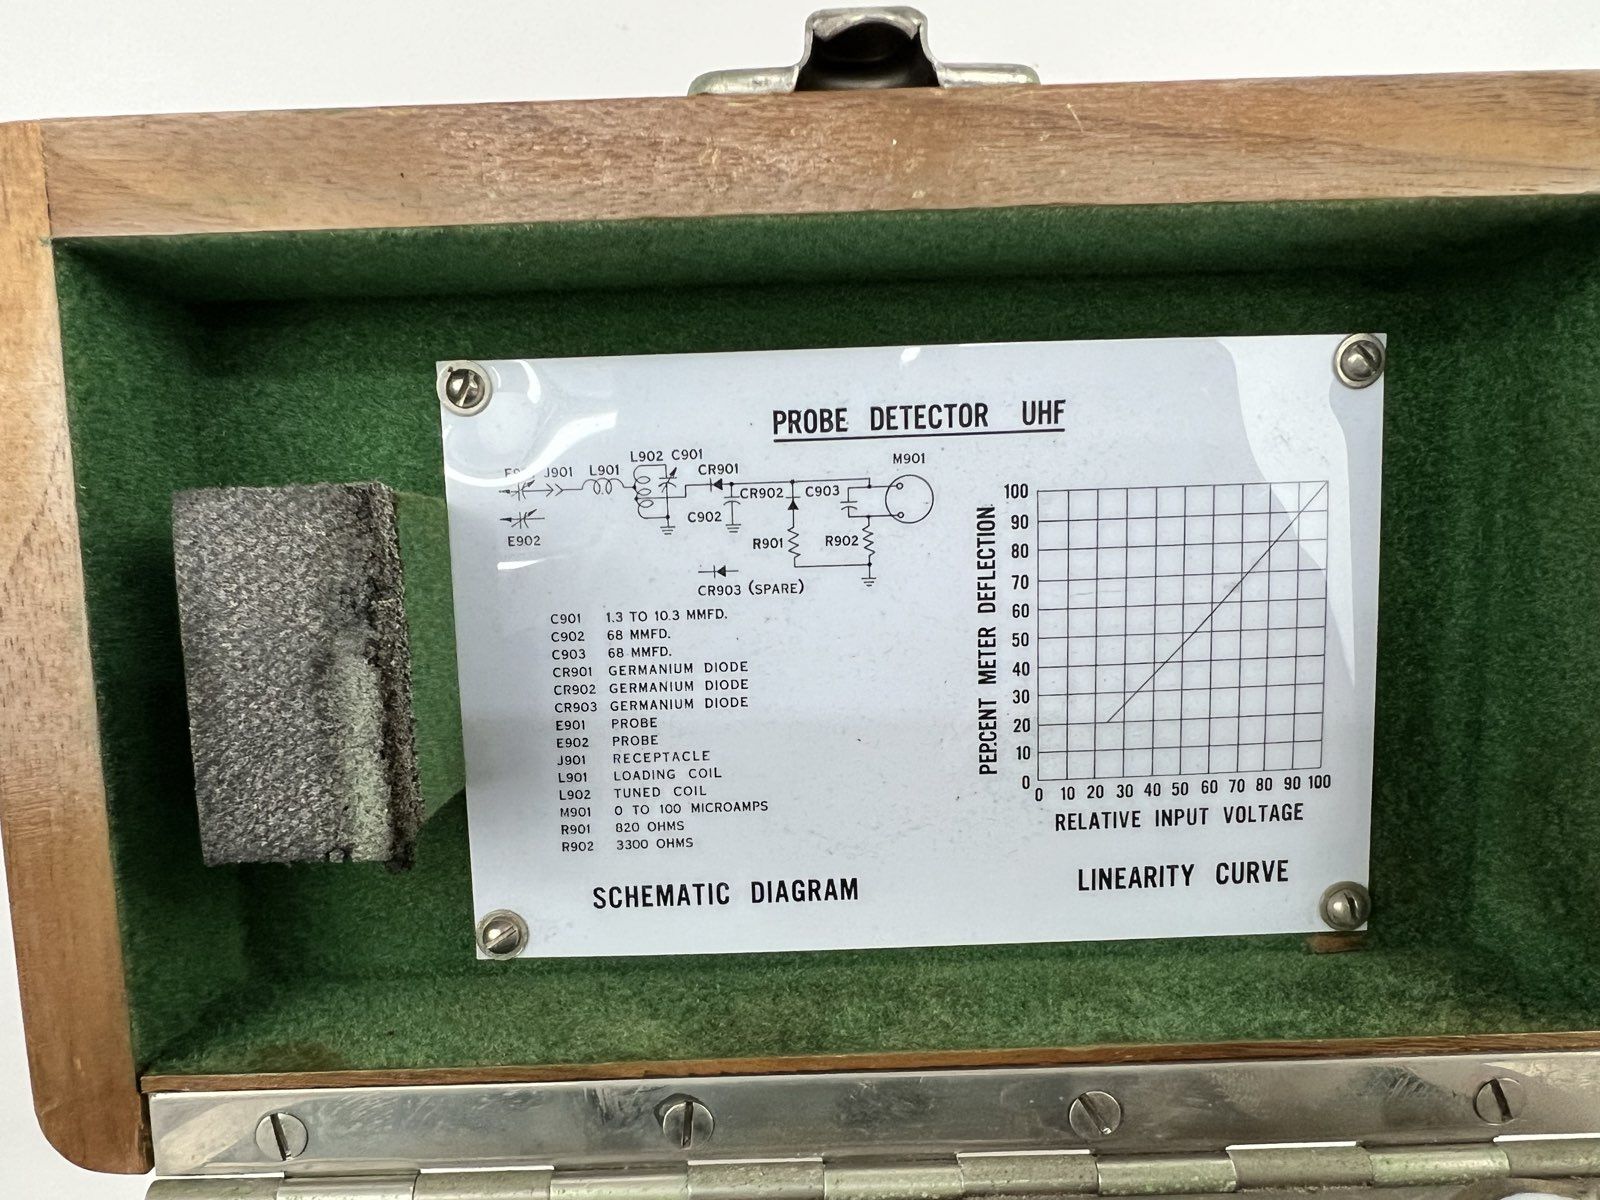 PROBE DETECTOR UHF
J901 L901 L902 C901 CR901 M901
CR902 C903
C902
E902
R901 R902
CR903 (SPARE)
C901 1.3 TO 10.3 MMFD.
C902 68 MMFD.
C903 68 MMFD.
CR901 GERMANIUM DIODE
CR902 GERMANIUM DIODE
CR903 GERMANIUM DIODE
E901 PROBE
E902 PROBE
J901 RECEPTACLE
L901 LOADING COIL
L902 TUNED COIL
M901 0 TO 100 MICROAMPS
R901 820 OHMS
R902 3300 OHMS
SCHEMATIC DIAGRAM
PERCENT METER DEFLECTION
100
90
80
70
60
50
40
30
20
10
0
0 10 20 30 40 50 60 70 80 90 100
RELATIVE INPUT VOLTAGE
LINEARITY CURVE